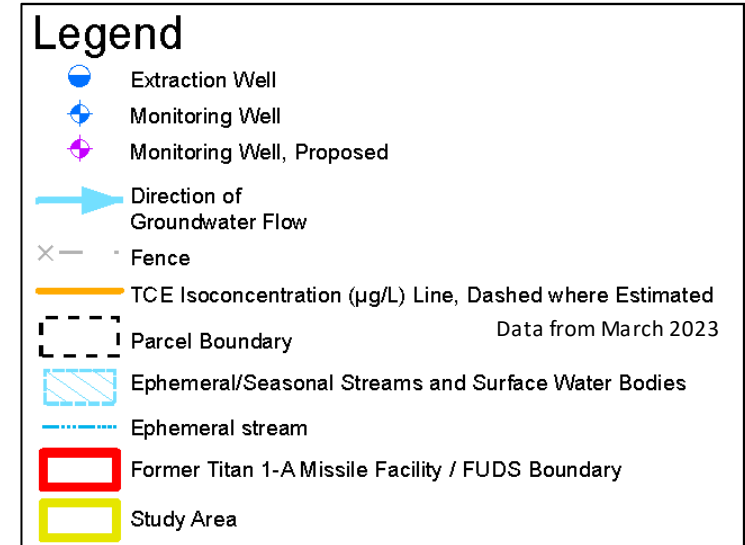 Legend
Extraction Well
Monitoring Well
Monitoring Well, Proposed
Direction of
Groundwater Flow
Fence
TCE Isoconcentration (µg/L) Line, Dashed where Estimated
Data from March 2023
Parcel Boundary
Ephemeral/Seasonal Streams and Surface Water Bodies
Ephemeral stream
Former Titan 1-A Missile Facility / FUDS Boundary
Study Area